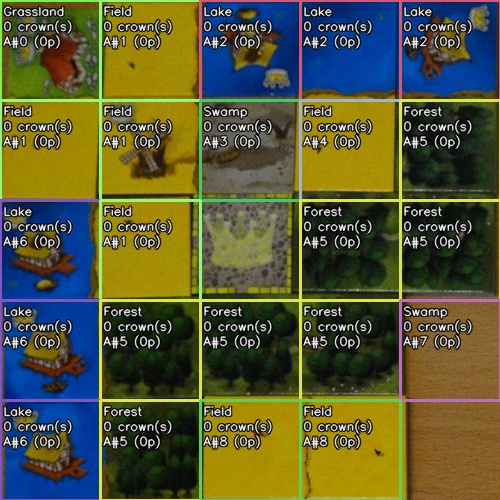 Grassland
0 crown(s)
A#0 (0p)
Field
0 crown(s)
A#1 (0p)
Lake
0 crown(s)
A#2 (0p)
Lake
0 crown(s)
A#2 (0p)
Lake
0 crown(s)
A#2 (0p)
Field
0 crown(s)
A#1 (0p)
Field
0 crown(s)
A#1 (0p)
Swamp
0 crown(s)
A#3 (0p)
Field
0 crown(s)
A#4 (0p)
Forest
0 crown(s)
A#5 (0p)
Lake
0 crown(s)
A#6 (0p)
Field
0 crown(s)
A#1 (0p)
Forest
0 crown(s)
A#5 (0p)
Forest
0 crown(s)
A#5 (0p)
Lake
0 crown(s)
A#6 (0p)
Forest
0 crown(s)
A#5 (0p)
Forest
0 crown(s)
A#5 (0p)
Forest
0 crown(s)
A#5 (0p)
Swamp
0 crown(s)
A#7 (0p)
Lake
0 crown(s)
A#6 (0p)
Forest
0 crown(s)
A#5 (0p)
Field
0 crown(s)
A#8 (0p)
Field
0 crown(s)
A#8 (0p)